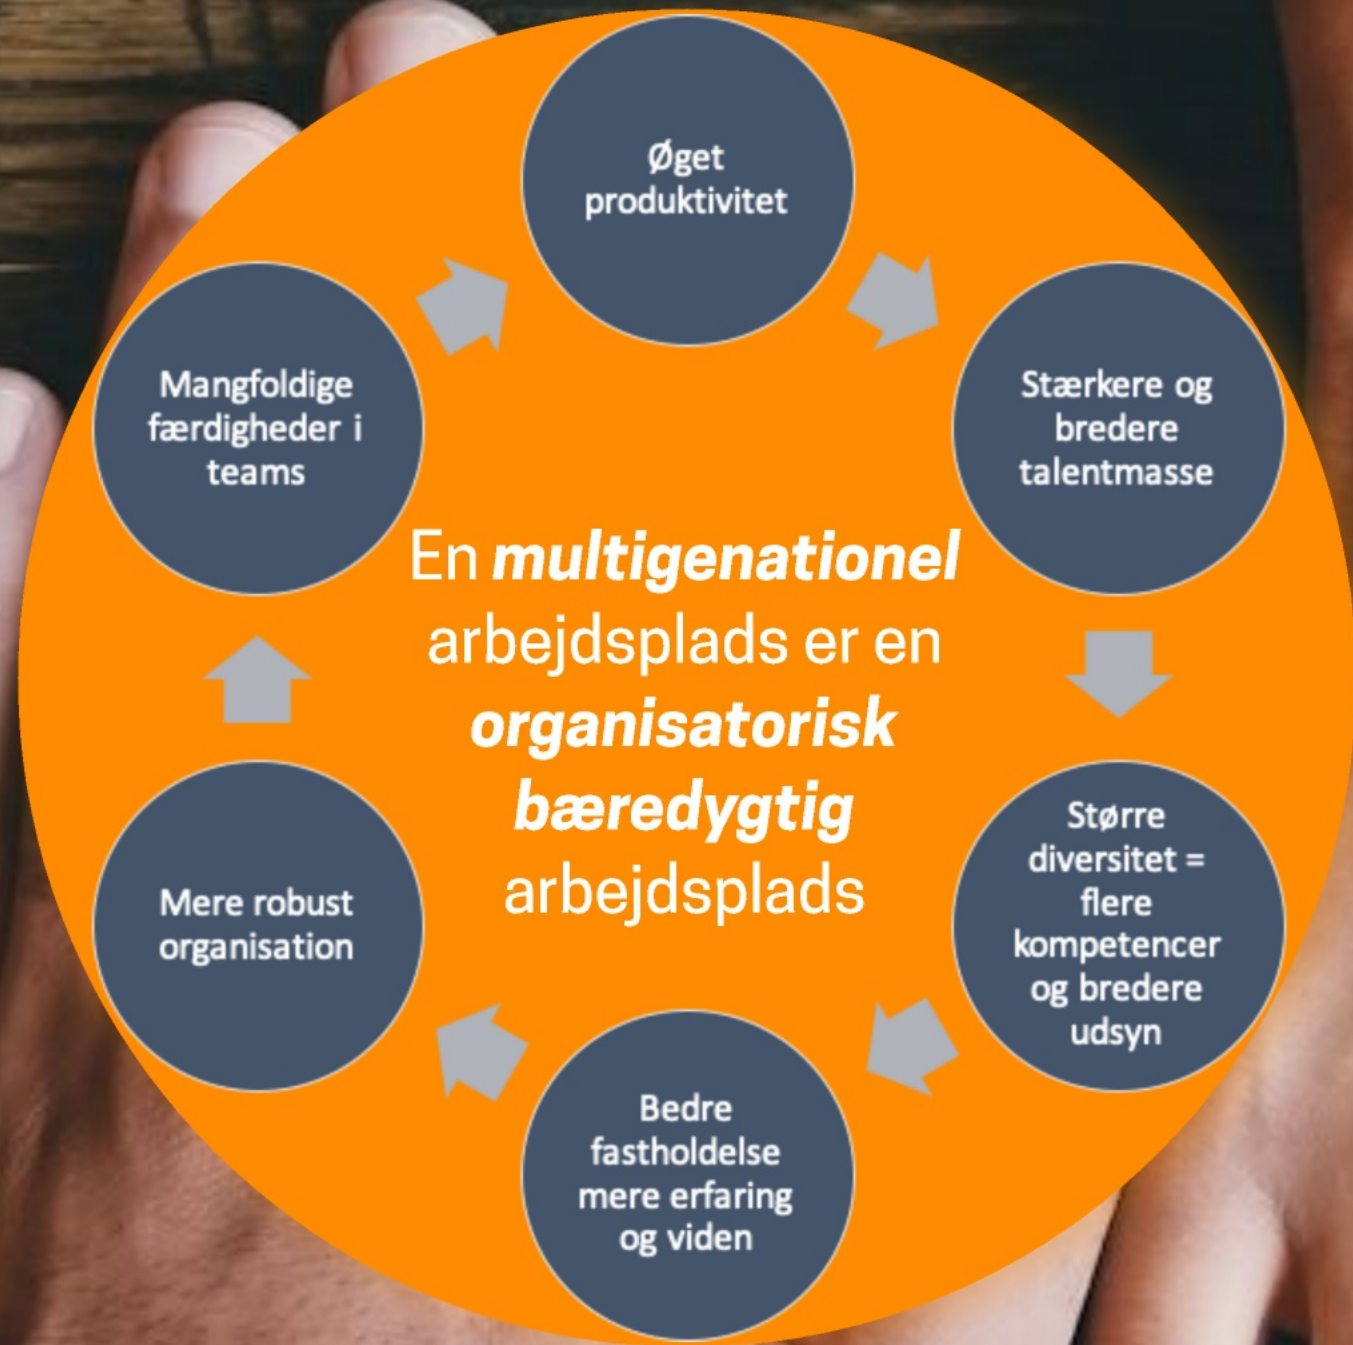 Øget
produktivitet
Stærkere og
bredere
talentmasse
Større
diversitet =
flere
kompetencer
og bredere
udsyn
Bedre
fastholdelse
mere erfaring
og viden
Mere robust
organisation
Mangfoldige
færdigheder i
teams
En multigenationel
arbejdsplads er en
organisatorisk
bæredygtig
arbejdsplads